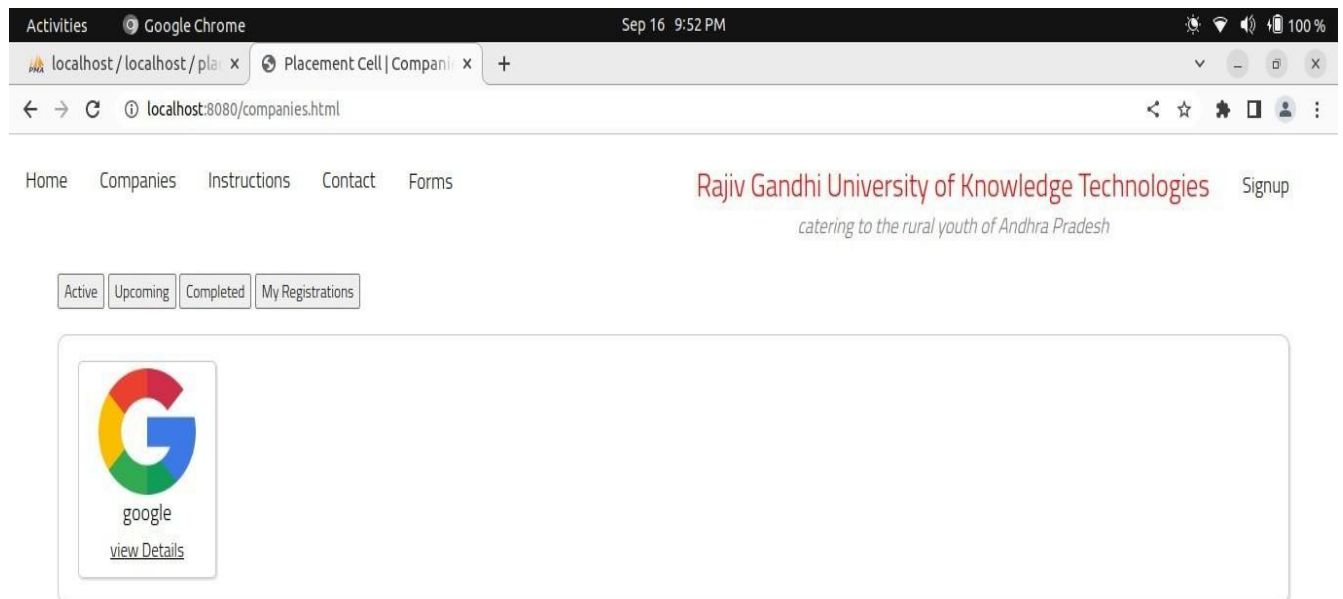 Activities Google Chrome Sep 16 9:52 PM 100 %
localhost / localhost / pla Placement Cell | Compani
localhost:8080/companies.html
Home Companies Instructions Contact Forms Rajiv Gandhi University of Knowledge Technologies Signup
catering to the rural youth of Andhra Pradesh
Active Upcoming Completed My Registrations
google
view Details